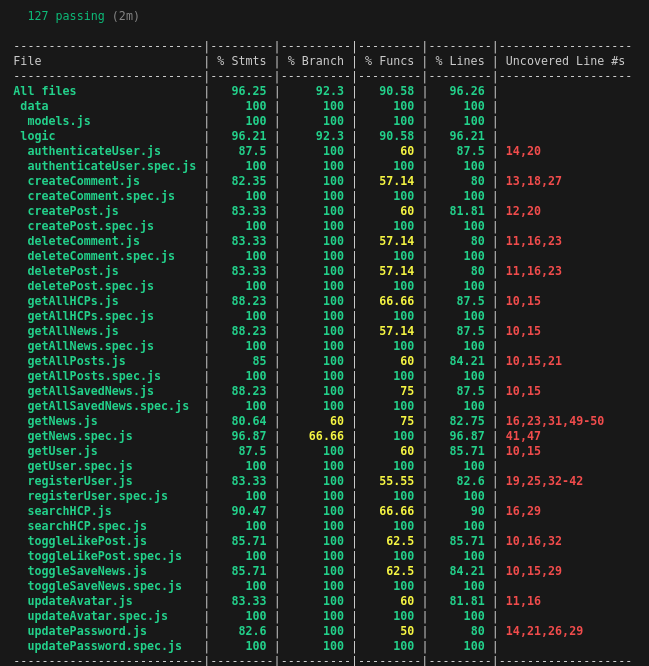 127 passing (2m)
---------------------------|---------|----------|---------|---------|-------------------
File                       | % Stmts | % Branch | % Funcs | % Lines | Uncovered Line #s
---------------------------|---------|----------|---------|---------|-------------------
All files                  |   96.25 |     92.3 |   90.58 |   96.26 |
 data                      |     100 |      100 |     100 |     100 |
  models.js                |     100 |      100 |     100 |     100 |
 logic                     |   96.21 |     92.3 |   90.58 |   96.21 |
  authenticateUser.js      |    87.5 |      100 |      60 |    87.5 | 14,20
  authenticateUser.spec.js |     100 |      100 |     100 |     100 |
  createComment.js         |   82.35 |      100 |   57.14 |      80 | 13,18,27
  createComment.spec.js    |     100 |      100 |     100 |     100 |
  createPost.js            |   83.33 |      100 |      60 |   81.81 | 12,20
  createPost.spec.js       |     100 |      100 |     100 |     100 |
  deleteComment.js         |   83.33 |      100 |   57.14 |      80 | 11,16,23
  deleteComment.spec.js    |     100 |      100 |     100 |     100 |
  deletePost.js            |   83.33 |      100 |   57.14 |      80 | 11,16,23
  deletePost.spec.js       |     100 |      100 |     100 |     100 |
  getAllHCPs.js            |   88.23 |      100 |   66.66 |    87.5 | 10,15
  getAllHCPs.spec.js       |     100 |      100 |     100 |     100 |
  getAllNews.js            |   88.23 |      100 |   57.14 |    87.5 | 10,15
  getAllNews.spec.js       |     100 |      100 |     100 |     100 |
  getAllPosts.js           |      85 |      100 |      60 |   84.21 | 10,15,21
  getAllPosts.spec.js      |     100 |      100 |     100 |     100 |
  getAllSavedNews.js       |   88.23 |      100 |      75 |    87.5 | 10,15
  getAllSavedNews.spec.js  |     100 |      100 |     100 |     100 |
  getNews.js               |   80.64 |       60 |      75 |   82.75 | 16,23,31,49-50
  getNews.spec.js          |   96.87 |    66.66 |     100 |   96.87 | 41,47
  getUser.js               |    87.5 |      100 |      60 |   85.71 | 10,15
  getUser.spec.js          |     100 |      100 |     100 |     100 |
  registerUser.js          |   83.33 |      100 |   55.55 |    82.6 | 19,25,32-42
  registerUser.spec.js     |     100 |      100 |     100 |     100 |
  searchHCP.js             |   90.47 |      100 |   66.66 |      90 | 16,29
  searchHCP.spec.js        |     100 |      100 |     100 |     100 |
  toggleLikePost.js        |   85.71 |      100 |    62.5 |   85.71 | 10,16,32
  toggleLikePost.spec.js   |     100 |      100 |     100 |     100 |
  toggleSaveNews.js        |   85.71 |      100 |    62.5 |   84.21 | 10,15,29
  toggleSaveNews.spec.js   |     100 |      100 |     100 |     100 |
  updateAvatar.js          |   83.33 |      100 |      60 |   81.81 | 11,16
  updateAvatar.spec.js     |     100 |      100 |     100 |     100 |
  updatePassword.js        |    82.6 |      100 |      50 |      80 | 14,21,26,29
  updatePassword.spec.js   |     100 |      100 |     100 |     100 |
---------------------------|---------|----------|---------|---------|-------------------